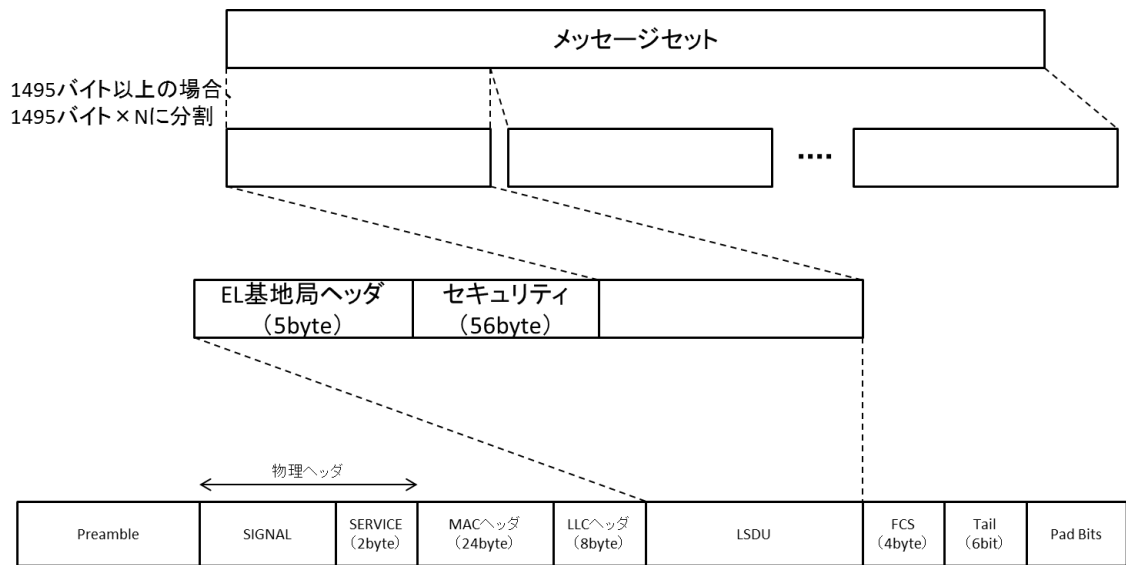 メッセージセット
1495バイト以上の場合、
1495バイト×Nに分割
....
EL基地局ヘッダ
（5byte）
セキュリティ
（56byte）
物理ヘッダ
Preamble
SIGNAL
SERVICE
（2byte）
MACヘッダ
（24byte）
LLCヘッダ
（8byte）
LSDU
FCS
（4byte）
Tail
（6bit）
Pad Bits